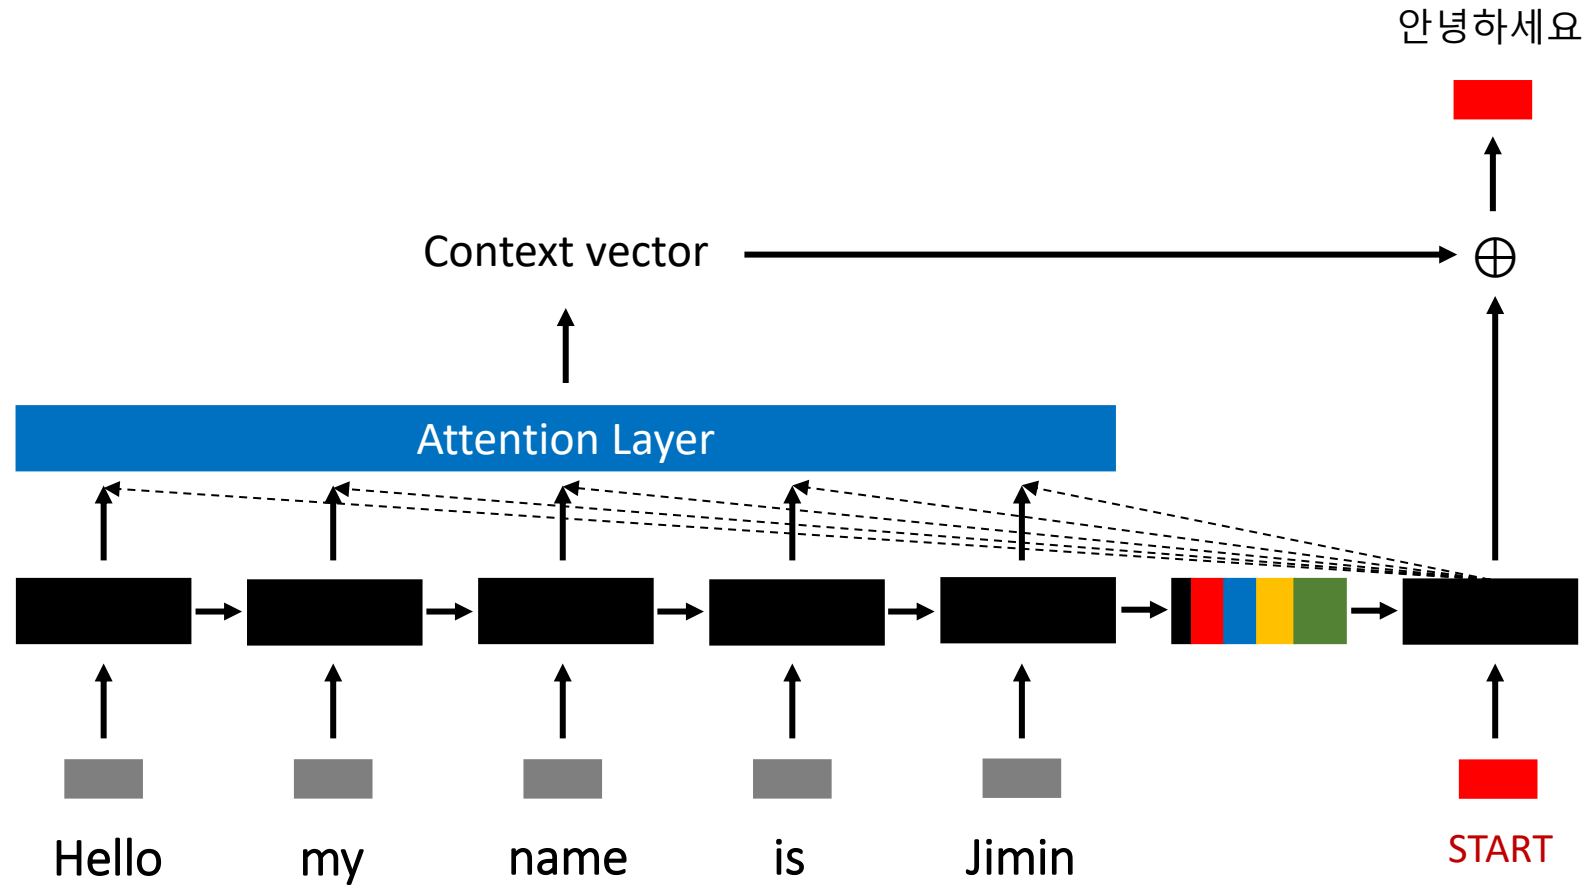 안녕하세요
Context vector
Attention Layer
Hello my name is Jimin START